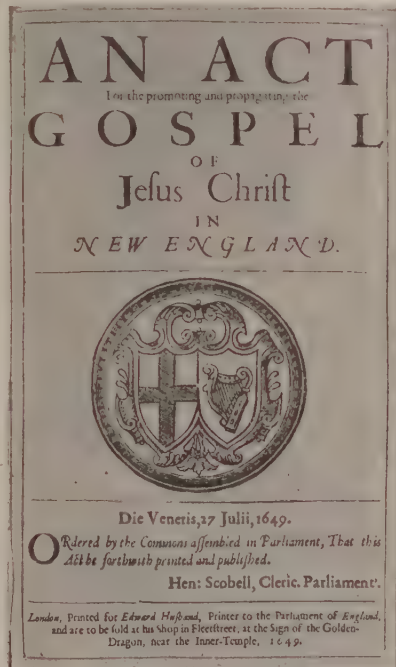 AN ACT
For the promoting and propagating the
GOSPEL
OF
Jeſus Chriſt
IN
NEW ENGLAND.
Die Veneris, 27 Julii, 1649.
ORdered by the Commons aſſembled in Parliament, That this
Act be forthwith printed and publiſhed.
Hen: Scobell, Cleric. Parliament'.
London, Printed for Edward Huſband, Printer to the Parliament of England,
and are to be ſold at his Shop in Fleetſtreet, at the Sign of the Golden-
Dragon, near the Inner-Temple, 1649.